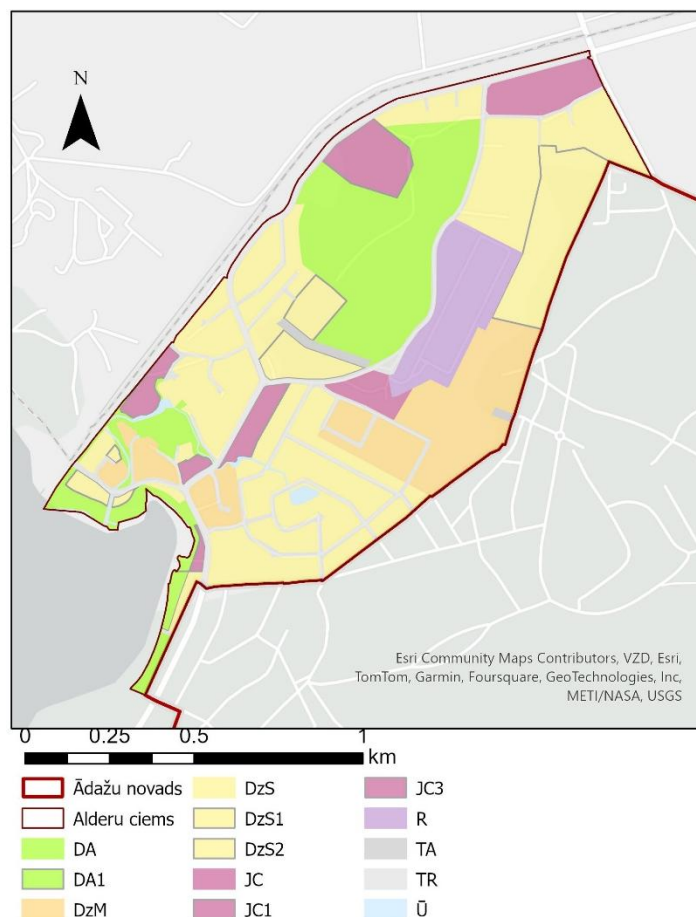 N
Esri Community Maps Contributors, VZD, Esri,
TomTom, Garmin, Foursquare, GeoTechnologies, Inc,
METI/NASA, USGS
0 0.25 0.5 1
km
Ādažu novads
Alderu ciems
DA
DA1
DzM
DzS
DzS1
DzS2
JC
JC1
JC3
R
TA
TR
Ū